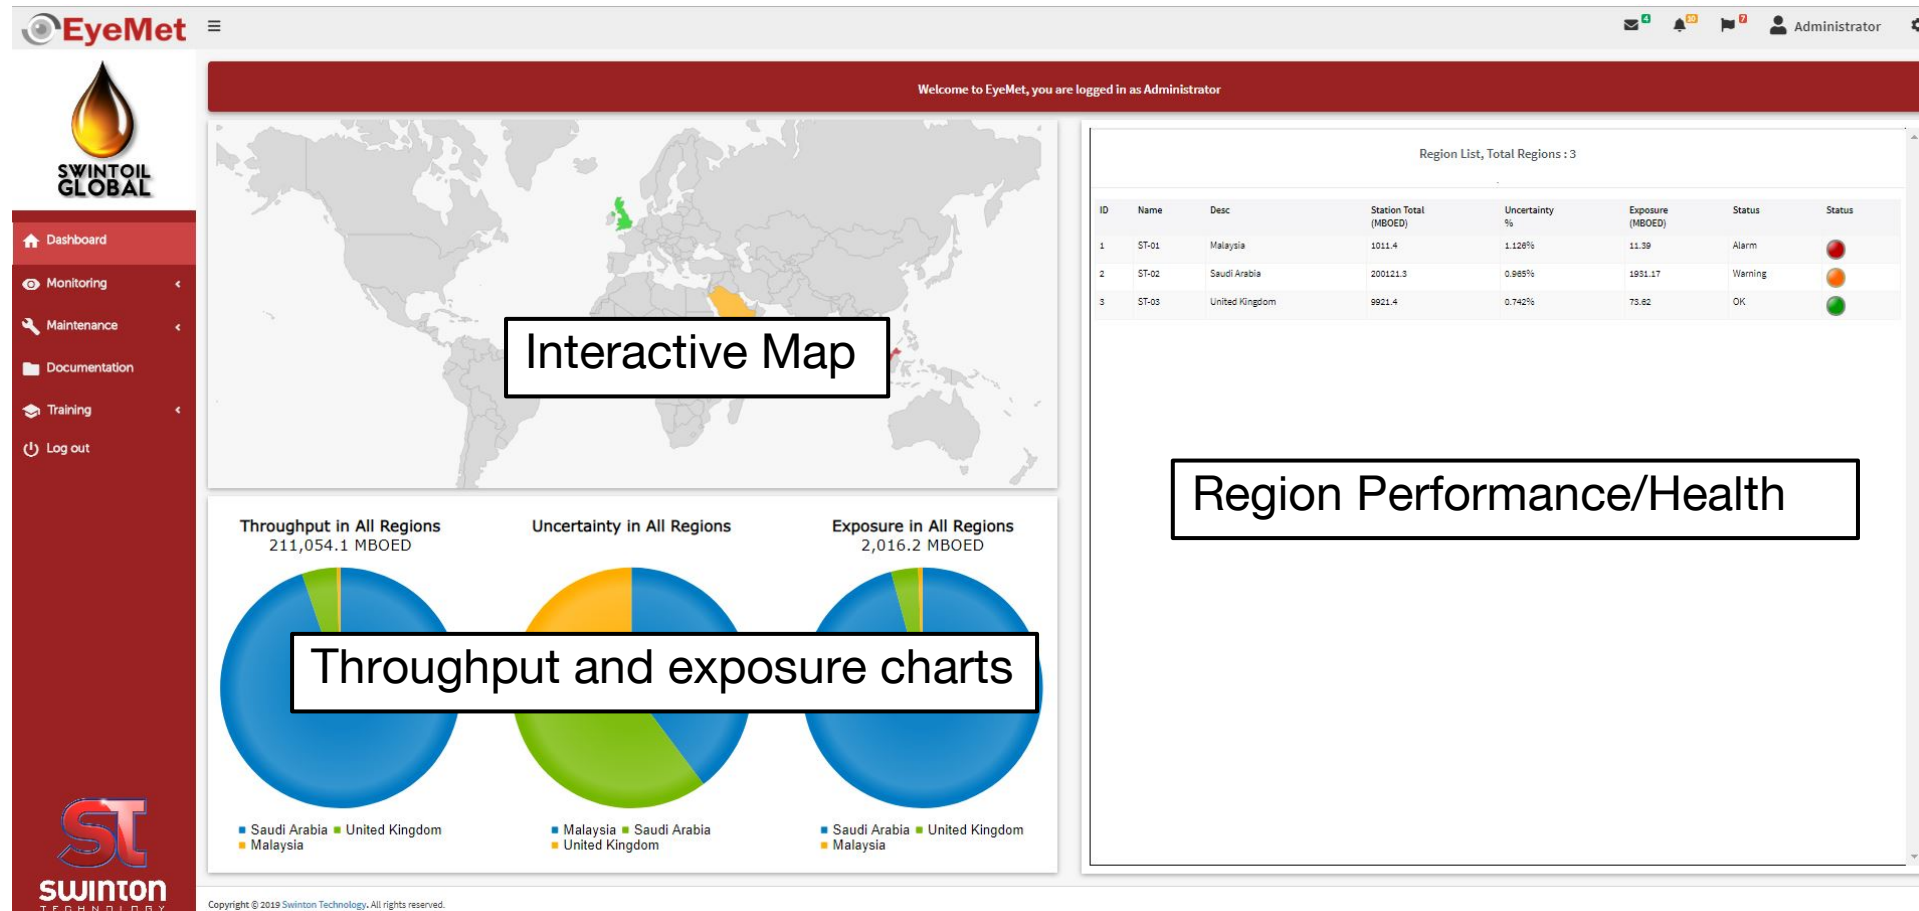 EyeMet
4
30
7
Administrator
SWINTOIL
GLOBAL
Dashboard
Monitoring
Maintenance
Documentation
Training
Log out
ST
swinton
TECHNOLOGY
Welcome to EyeMet, you are logged in as Administrator
Interactive Map
Throughput in All Regions
211,054.1 MBOED
Uncertainty in All Regions
Exposure in All Regions
2,016.2 MBOED
Throughput and exposure charts
Saudi Arabia United Kingdom
Malaysia
Malaysia Saudi Arabia
United Kingdom
Saudi Arabia United Kingdom
Malaysia
Region List, Total Regions : 3
ID Name Desc Station Total (MBOED) Uncertainty % Exposure (MBOED) Status Status
1 ST-01 Malaysia 1011.4 1.126% 11.39 Alarm
2 ST-02 Saudi Arabia 200121.3 0.965% 1931.17 Warning
3 ST-03 United Kingdom 9921.4 0.742% 73.62 OK
Region Performance/Health
Copyright © 2019 Swinton Technology. All rights reserved.